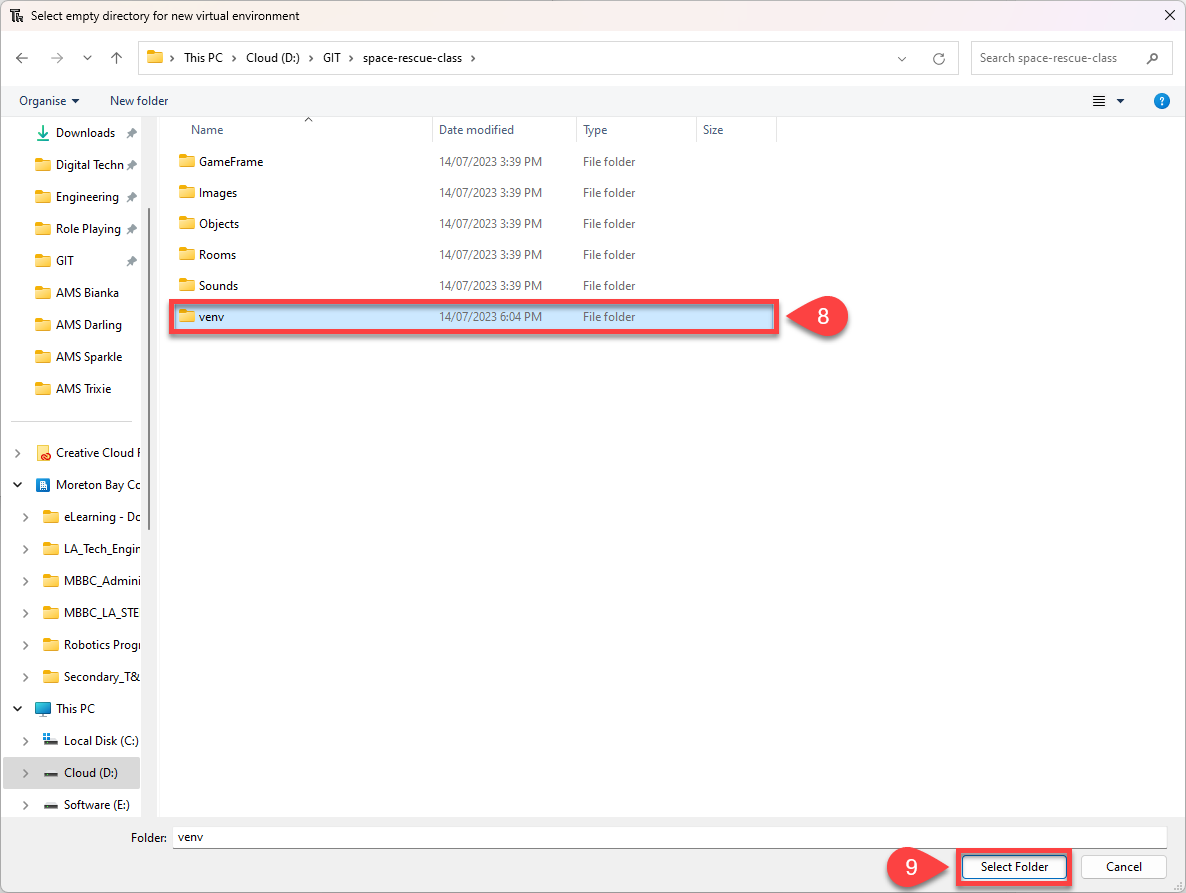 Select empty directory for new virtual environment
This PC > Cloud (D:) > GIT > space-rescue-class >
Search space-rescue-class
Organise
New folder
?
Downloads
Digital Techn
Engineering
Role Playing
GIT
AMS Bianka
AMS Darling
AMS Sparkle
AMS Trixie
Creative Cloud F
Moreton Bay Co
eLearning - Do
LA_Tech_Engin
MBBC_Admini
MBBC_LA_STE
Robotics Progr
Secondary_T&
This PC
Local Disk (C:)
Cloud (D:)
Software (E:)
Name Date modified Type Size
GameFrame 14/07/2023 3:39 PM File folder
Images 14/07/2023 3:39 PM File folder
Objects 14/07/2023 3:39 PM File folder
Rooms 14/07/2023 3:39 PM File folder
Sounds 14/07/2023 3:39 PM File folder
venv 14/07/2023 6:04 PM File folder
8
Folder: venv
9
Select Folder
Cancel